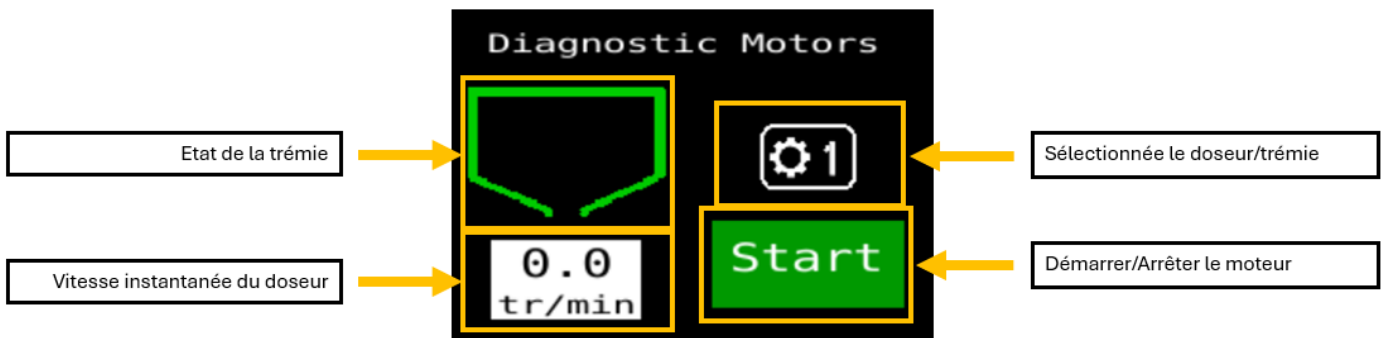 Diagnostic Motors
Etat de la trémie
1
Sélectionnée le doseur/trémie
Vitesse instantanée du doseur
0.0
tr/min
Start
Démarrer/Arrêter le moteur